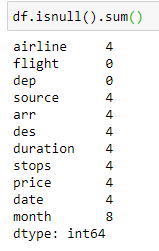 df.isnull().sum()
airline 4
flight 0
dep 0
source 4
arr 4
des 4
duration 4
stops 4
price 4
date 4
month 8
dtype: int64